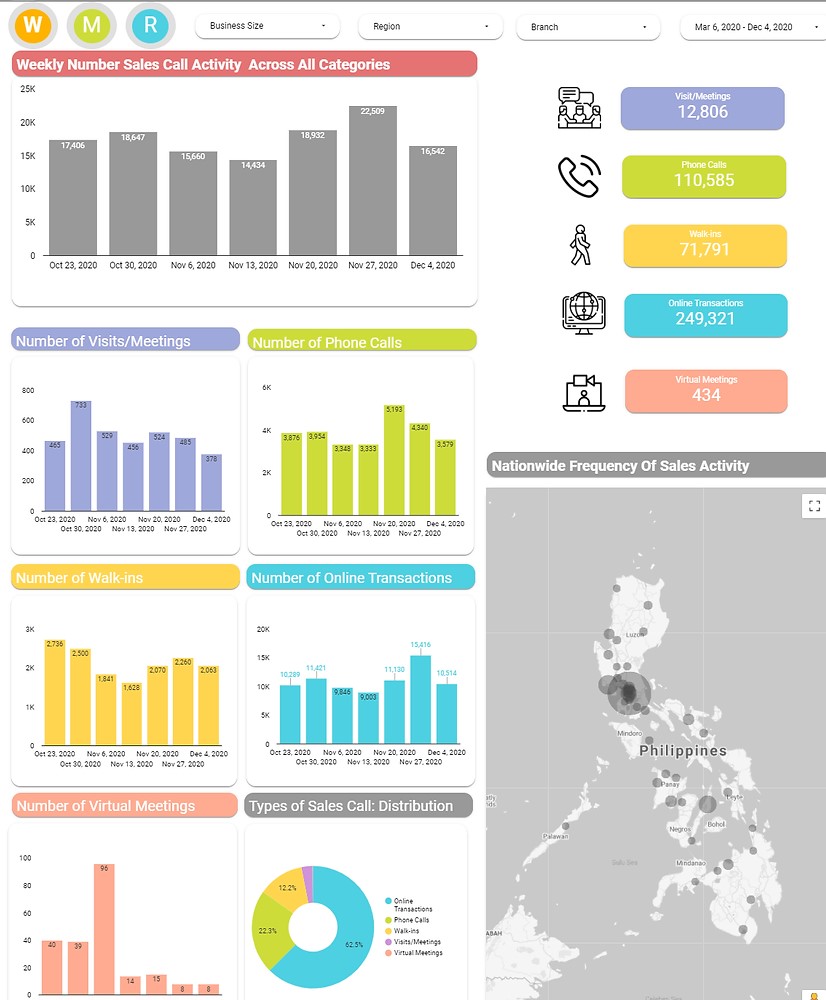 W M R Business Size Region Branch Mar 6, 2020 - Dec 4, 2020
Weekly Number Sales Call Activity Across All Categories
25K
20K
15K
10K
5K
0
17,406
18,647
15,660
14,434
18,932
22,509
16,542
Oct 23, 2020 Oct 30, 2020 Nov 6, 2020 Nov 13, 2020 Nov 20, 2020 Nov 27, 2020 Dec 4, 2020
Visit/Meetings
12,806
Phone Calls
110,585
Walk-ins
71,791
Online Transactions
249,321
Virtual Meetings
434
Number of Visits/Meetings
800
600
400
200
0
465
733
529
456
524
485
378
Oct 23, 2020 Nov 6, 2020 Nov 20, 2020 Dec 4, 2020
Oct 30, 2020 Nov 13, 2020 Nov 27, 2020
Number of Phone Calls
6K
4K
2K
0
3,876
3,954
3,348
3,333
5,193
4,340
3,579
Oct 23, 2020 Nov 6, 2020 Nov 20, 2020 Dec 4, 2020
Oct 30, 2020 Nov 13, 2020 Nov 27, 2020
Number of Walk-ins
3K
2K
1K
0
2,736
2,500
1,841
1,628
2,070
2,260
2,063
Oct 23, 2020 Nov 6, 2020 Nov 20, 2020 Dec 4, 2020
Oct 30, 2020 Nov 13, 2020 Nov 27, 2020
Number of Online Transactions
20K
15K
10K
5K
0
10,289
11,421
9,846
9,003
11,130
15,416
10,514
Oct 23, 2020 Nov 6, 2020 Nov 20, 2020 Dec 4, 2020
Oct 30, 2020 Nov 13, 2020 Nov 27, 2020
Number of Virtual Meetings
100
80
60
40
20
0
40
39
96
14
15
8
8
Types of Sales Call: Distribution
12.2%
22.3%
62.5%
Online
Transactions
Phone Calls
Walk-ins
Visits/Meetings
Virtual Meetings
Nationwide Frequency Of Sales Activity
Luzon
Mindoro
Philippines
Panay
Leyte
Negros
Bohol
Palawan
Sulu Sea
Mindanao
ABAH